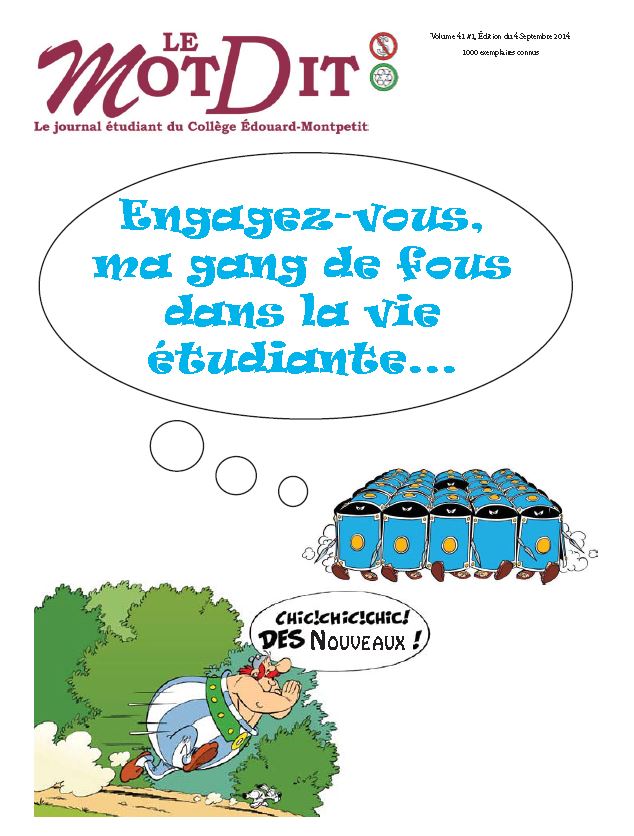 LE
MOTDIT
Le journal étudiant du Collège Édouard-Montpetit
Volume 41 #1, Édition du 4 Septembre 2014
1000 exemplaires connus
Engagez-vous,
ma gang de fous
dans la vie
étudiante...
CHIC!CHIC!CHIC!
DES NOUVEAUX !